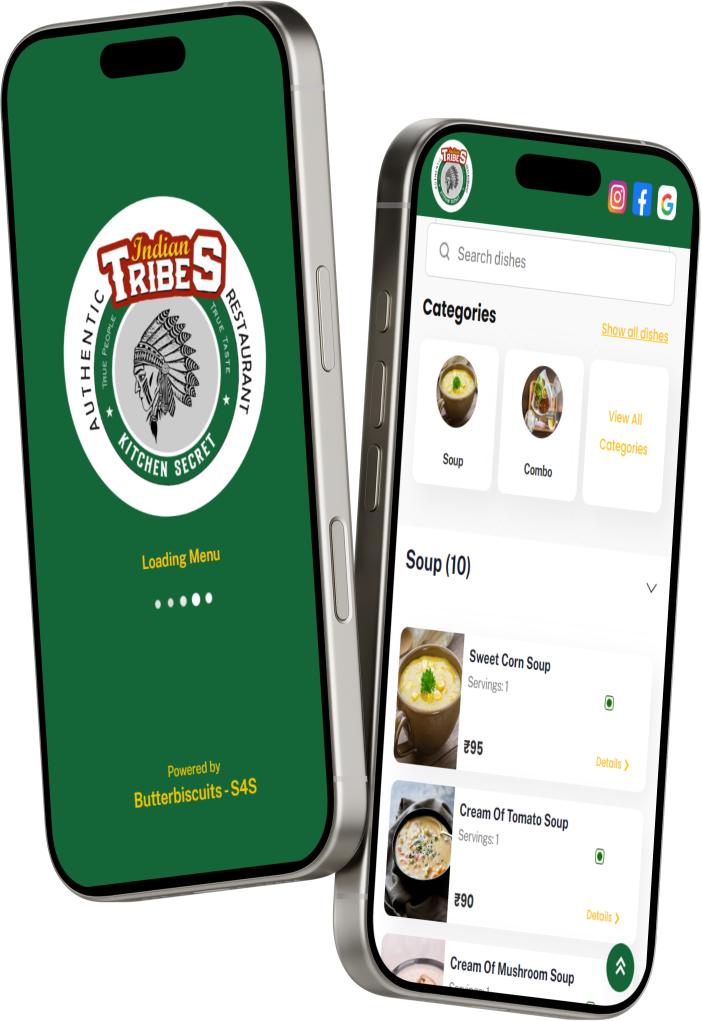 Indian
TRIBES
AUTHENTIC
RESTAURANT
TRUE PEOPLE
TRUE TASTE
KITCHEN SECRET
Loading Menu
Powered by
Butterbiscuits - S4S
Indian
TRIBES
Search dishes
Categories
Show all dishes
Soup
Combo
View All
Categories
Soup (10)
Sweet Corn Soup
Servings: 1
₹95
Details
Cream Of Tomato Soup
Servings: 1
₹90
Details
Cream Of Mushroom Soup
Servings: 1